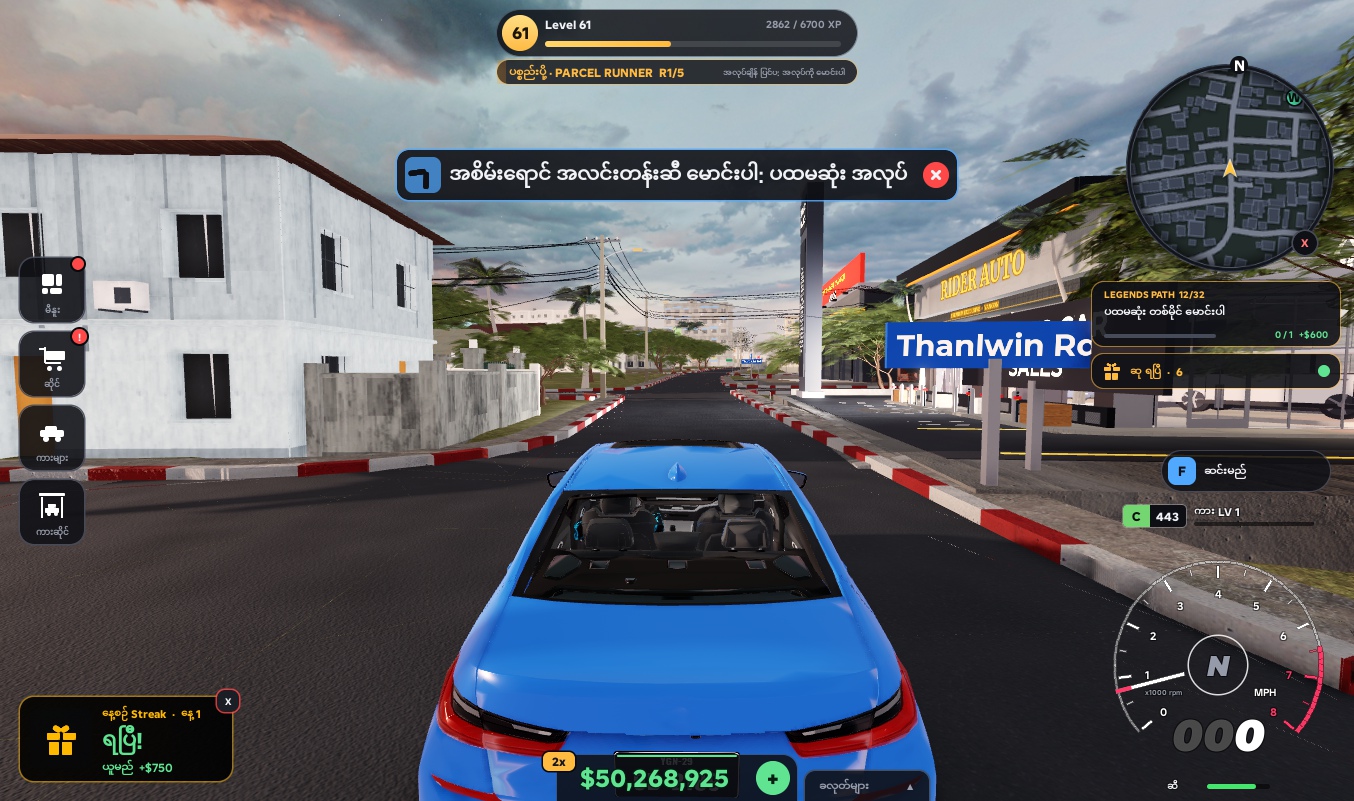 61
Level 61
2862 / 6700 XP
ပစ္စည်းပို့ · PARCEL RUNNER R1/5
အလုပ်ချိန် ပြင်ပ; အလုပ်ကို မောင်းပါ
N
အစိမ်းရောင် အလင်းတန်းဆီ မောင်းပါ; ပထမဆုံး အလုပ်
X
RIDER AUTO
LEGENDS PATH 12/32
ပထမဆုံး တစ်မိုင် မောင်းပါ
0 / 1 +$600
Thanlwin Ro
SALES
ဆု ရပြီ · 6
မီနူး
!
ဆိုင်
ကားများ
ကားဆိုင်
F ဆင်းမည်
C 443 ကား LV 1
0 1 2 3 4 5 6 7 8
x1000 rpm
N
MPH
000
ဆီ
X
နေ့စဉ် Streak · နေ့ 1
ရပြီ!
ယူမည် +$750
2x
YGN-29
$50,268,925
+
ခလုတ်များ ▲